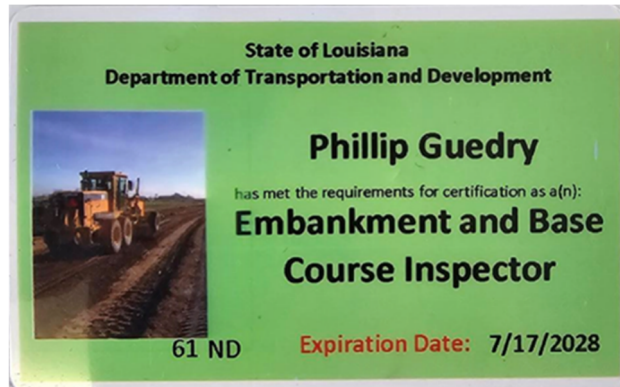 State of Louisiana
Department of Transportation and Development
Phillip Guedry
has met the requirements for certification as a(n):
Embankment and Base
Course Inspector
61 ND
Expiration Date: 7/17/2028